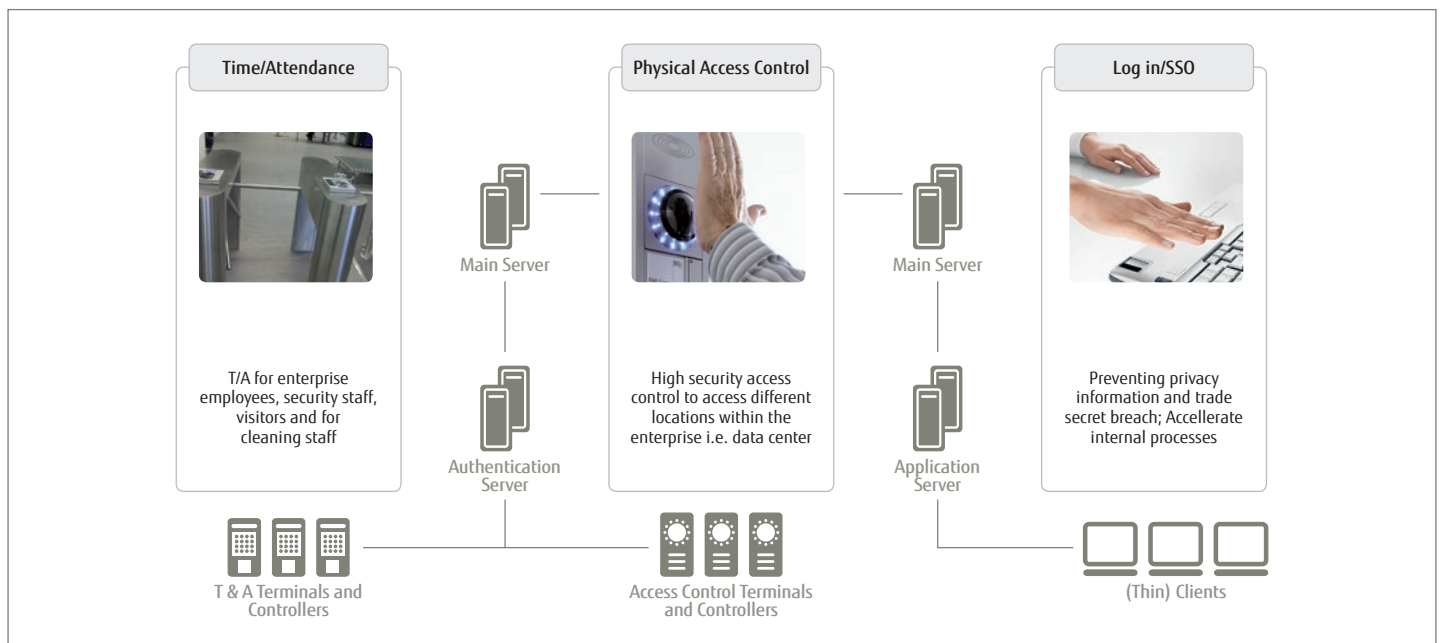 Time/Attendance
T/A for enterprise
employees, security staff,
visitors and for
cleaning staff
Main Server
Authentication
Server
T & A Terminals and
Controllers
Physical Access Control
High security access
control to access different
locations within the
enterprise i.e. data center
Access Control Terminals
and Controllers
Main Server
Application
Server
Log in/SSO
Preventing privacy
information and trade
secret breach; Accellerate
internal processes
(Thin) Clients